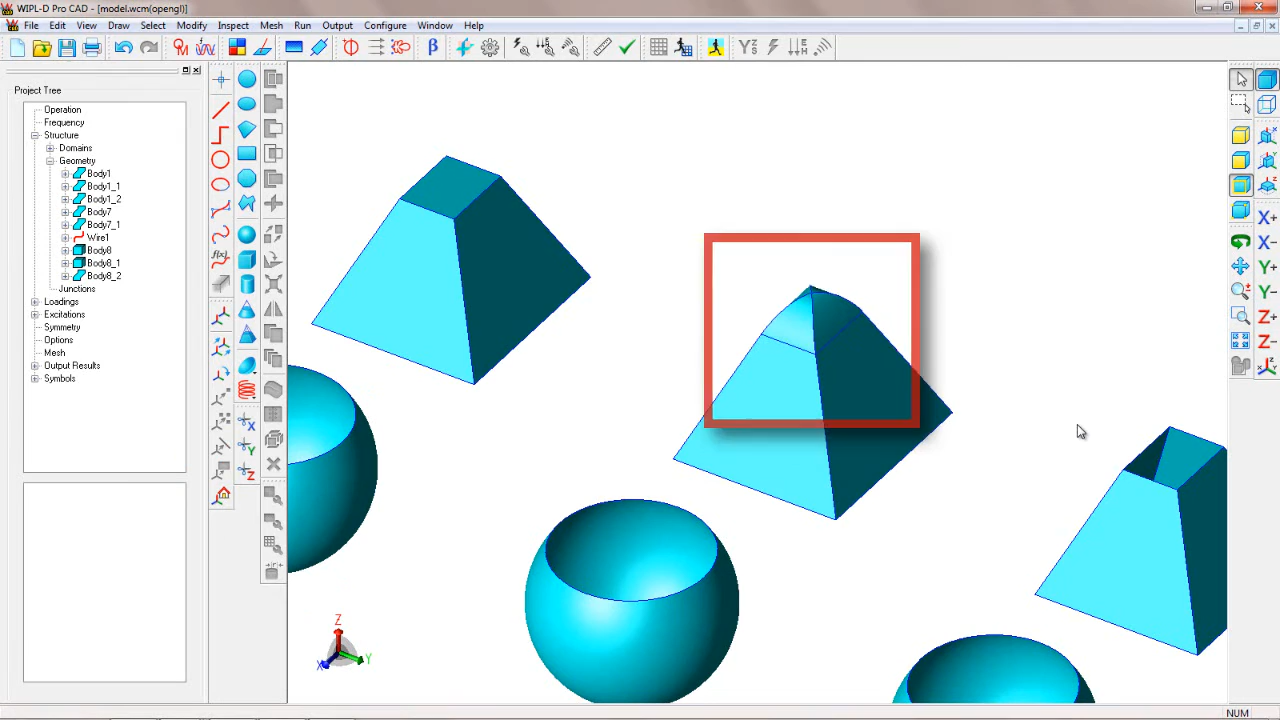 WIPL-D Pro CAD - [model.wcm(opengl)]
File Edit View Draw Select Modify Inspect Mesh Run Output Configure Window Help
Project Tree
Operation
Frequency
Structure
Domains
Geometry
Body1
Body1_1
Body1_2
Body7
Body7_1
Wire1
Body8
Body8_1
Body8_2
Junctions
Loadings
Excitations
Symmetry
Options
Mesh
Output Results
Symbols
f(x)
X
Y
Z
X+
X-
Y+
Y-
Z+
Z-
Z
X
Y
NUM